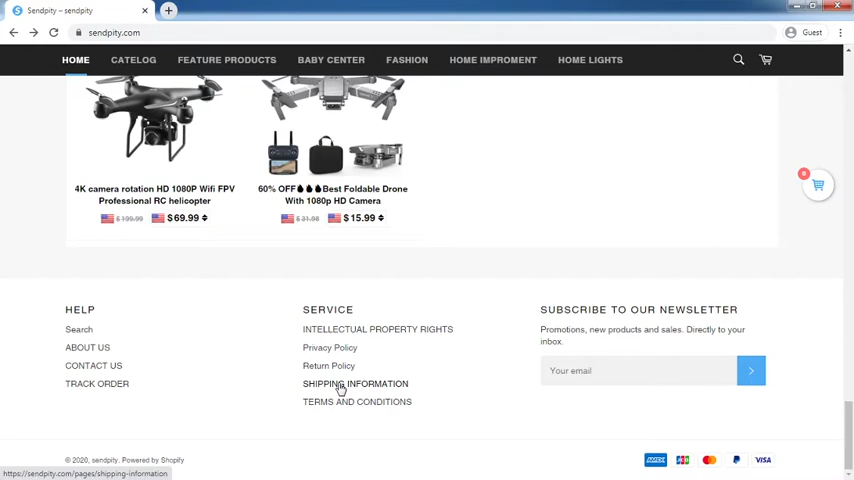 Sendpity – sendpity
sendpity.com
Guest
HOME CATELOG FEATURE PRODUCTS BABY CENTER FASHION HOME IMPROMENT HOME LIGHTS
0
4K camera rotation HD 1080P Wifi FPV
Professional RC helicopter
$ 199.99 $69.99
60% OFF🔥🔥🔥Best Foldable Drone
With 1080p HD Camera
$ 31.98 $15.99
HELP
Search
ABOUT US
CONTACT US
TRACK ORDER
SERVICE
INTELLECTUAL PROPERTY RIGHTS
Privacy Policy
Return Policy
SHIPPING INFORMATION
TERMS AND CONDITIONS
SUBSCRIBE TO OUR NEWSLETTER
Promotions, new products and sales. Directly to your
inbox.
Your email
© 2020, sendpity. Powered by Shopify
AMEX JCB VISA
https://sendpity.com/pages/shipping-information